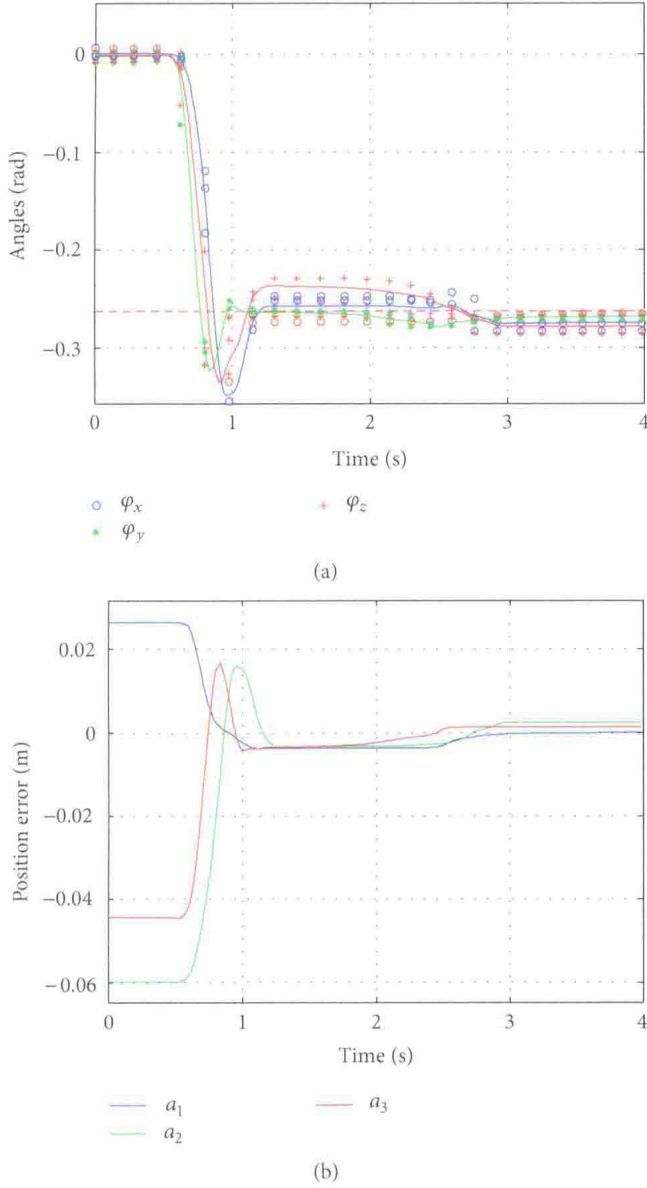 0
−0.1
−0.2
−0.3
Angles (rad)
0 1 2 3 4
Time (s)
φx φz
φy
(a)
0.02
0
−0.02
−0.04
−0.06
Position error (m)
0 1 2 3 4
Time (s)
a1 a3
a2
(b)